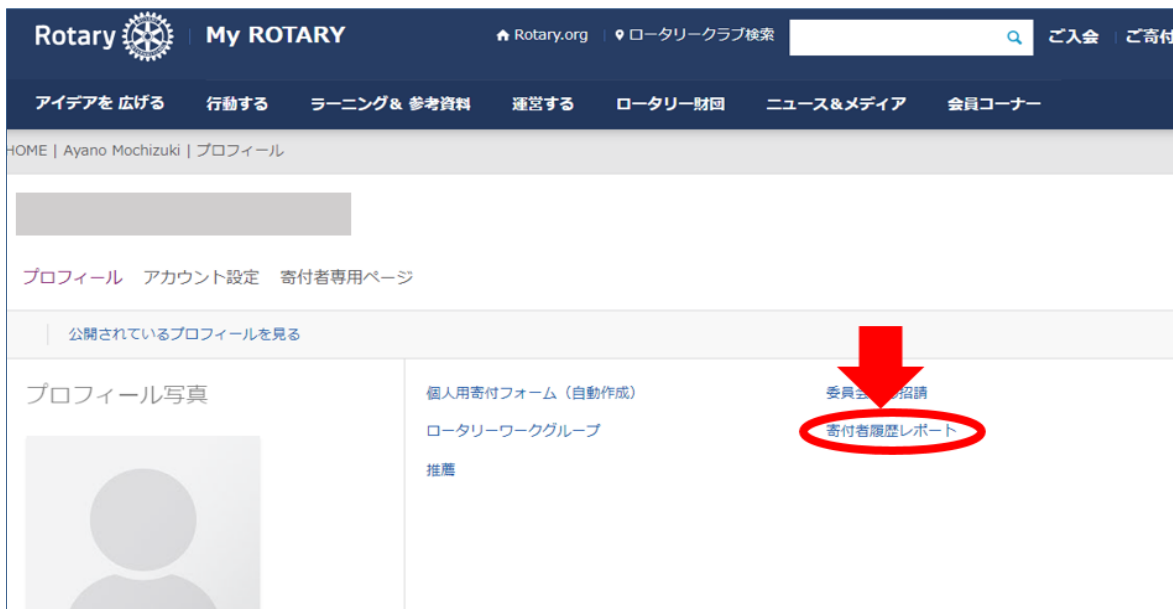 Rotary | My ROTARY Rotary.org | ロータリークラブ検索 ご入会 | ご寄付
アイデアを 広げる 行動する ラーニング& 参考資料 運営する ロータリー財団 ニュース&メディア 会員コーナー
HOME | Ayano Mochizuki | プロフィール
プロフィール アカウント設定 寄付者専用ページ
公開されているプロフィールを見る
プロフィール写真
個人用寄付フォーム（自動作成） 委員会 招請
ロータリーワークグループ 寄付者履歴レポート
推薦